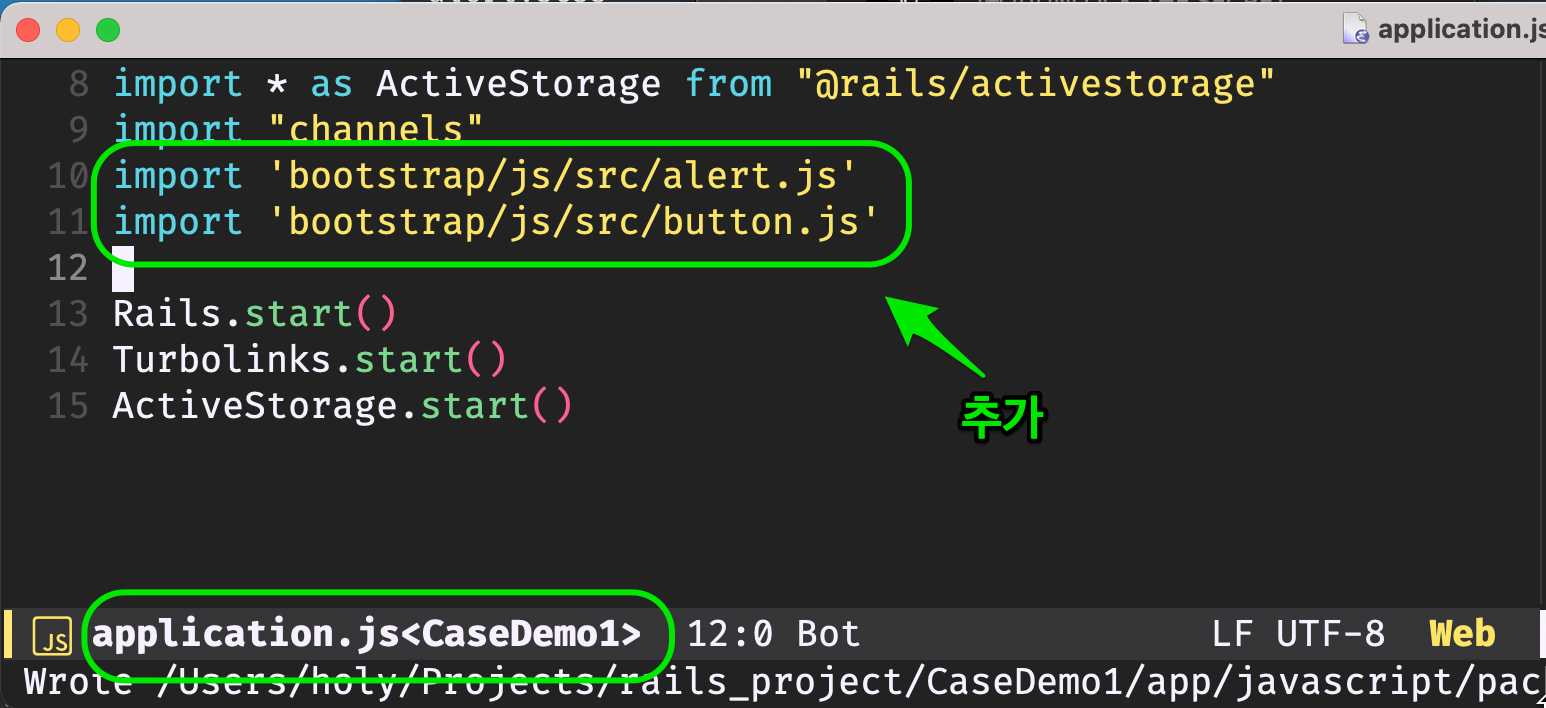 application.js
8 import * as ActiveStorage from "@rails/activestorage"
9 import "channels"
10 import 'bootstrap/js/src/alert.js'
11 import 'bootstrap/js/src/button.js'
12
13 Rails.start()
14 Turbolinks.start()
15 ActiveStorage.start()
추가
JS application.js<CaseDemo1> 12:0 Bot LF UTF-8 Web
Wrote /Users/holy/Projects/rails_project/CaseDemo1/app/javascript/pac